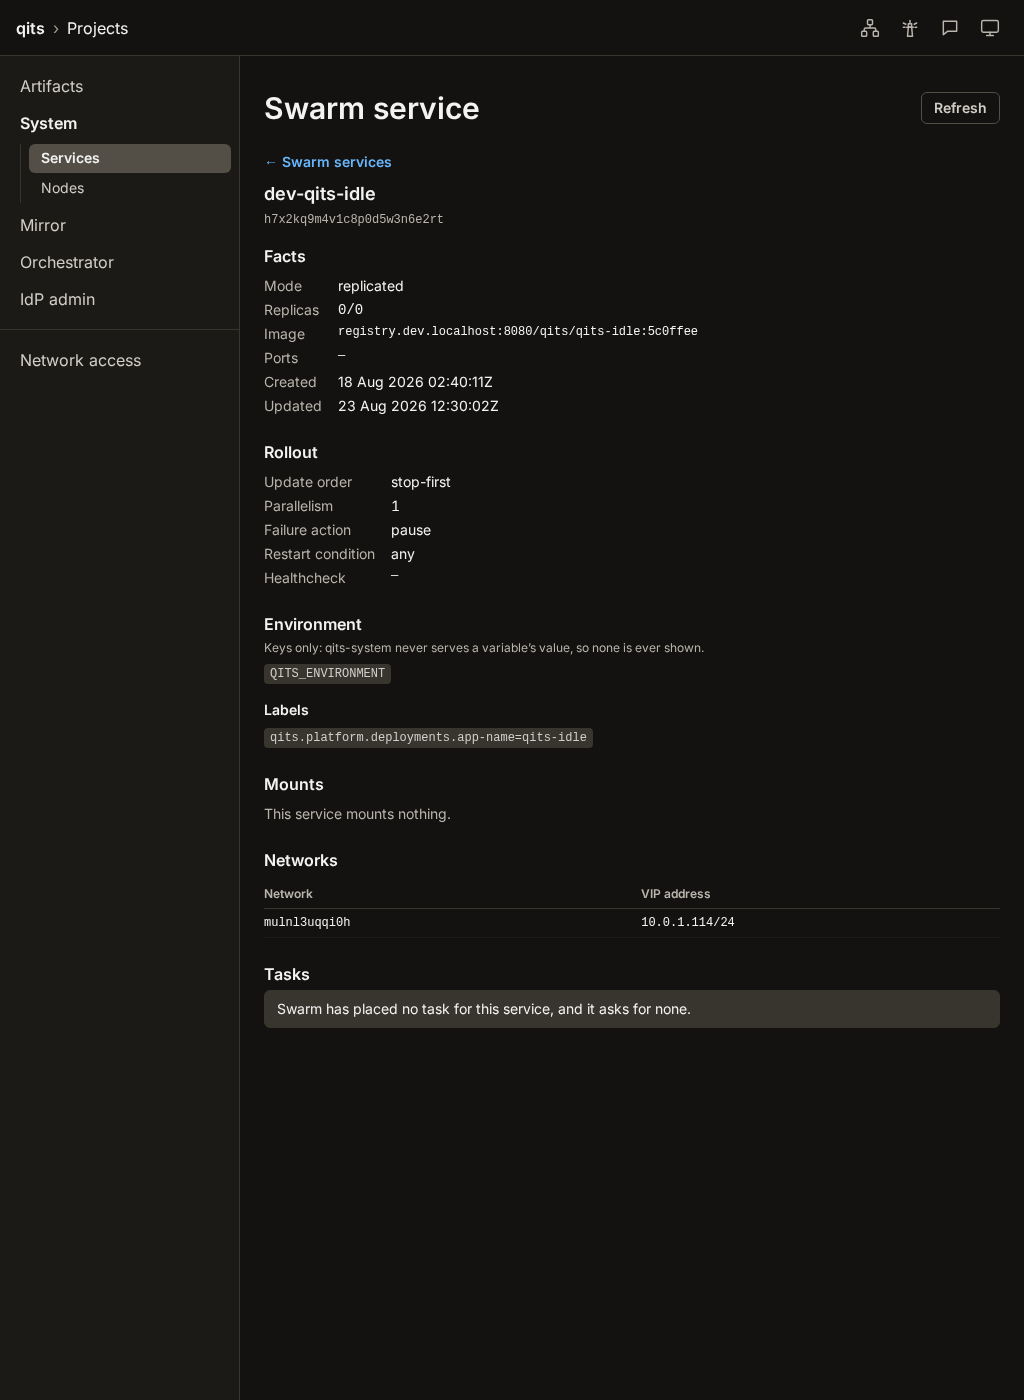 qits › Projects
Artifacts
System
Services
Nodes
Mirror
Orchestrator
IdP admin
Network access
Swarm service
Refresh
← Swarm services
dev-qits-idle
h7x2kq9m4v1c8p0d5w3n6e2rt
Facts
Mode replicated
Replicas 0/0
Image registry.dev.localhost:8080/qits/qits-idle:5c0ffee
Ports –
Created 18 Aug 2026 02:40:11Z
Updated 23 Aug 2026 12:30:02Z
Rollout
Update order stop-first
Parallelism 1
Failure action pause
Restart condition any
Healthcheck –
Environment
Keys only: qits-system never serves a variable’s value, so none is ever shown.
QITS_ENVIRONMENT
Labels
qits.platform.deployments.app-name=qits-idle
Mounts
This service mounts nothing.
Networks
Network VIP address
mulnl3uqqi0h 10.0.1.114/24
Tasks
Swarm has placed no task for this service, and it asks for none.